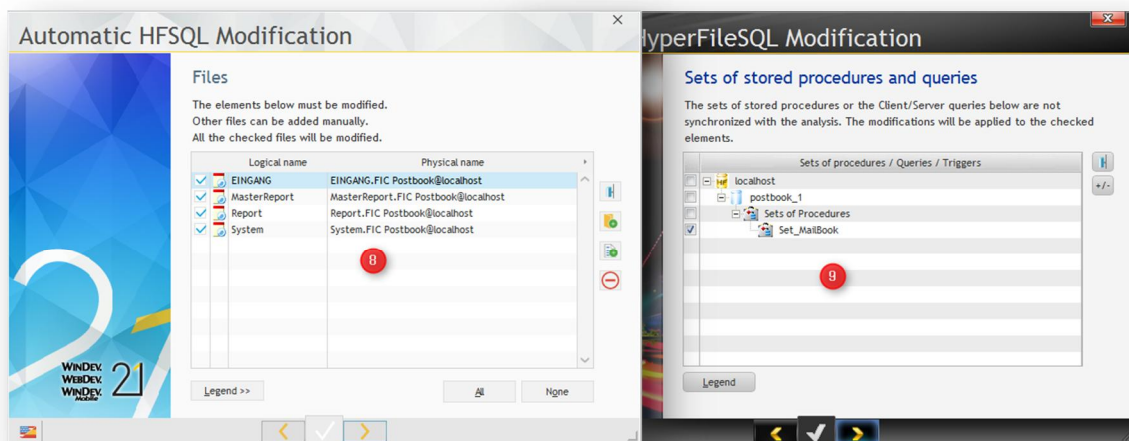 Automatic HFSQL Modification
Files
The elements below must be modified.
Other files can be added manually.
All the checked files will be modified.
Logical name Physical name
EINGANG EINGANG.FIC Postbook@localhost
MasterReport MasterReport.FIC Postbook@localhost
Report Report.FIC Postbook@localhost
System System.FIC Postbook@localhost
8
WINDEV.
WEBDEV.
WINDEV.
Mobile
21
Legend >> All None
HyperFileSQL Modification
Sets of stored procedures and queries
The sets of stored procedures or the Client/Server queries below are not
synchronized with the analysis. The modifications will be applied to the checked
elements.
Sets of procedures / Queries / Triggers
HF localhost
postbook_1
Sets of Procedures
Set_MailBook
9
+/-
Legend